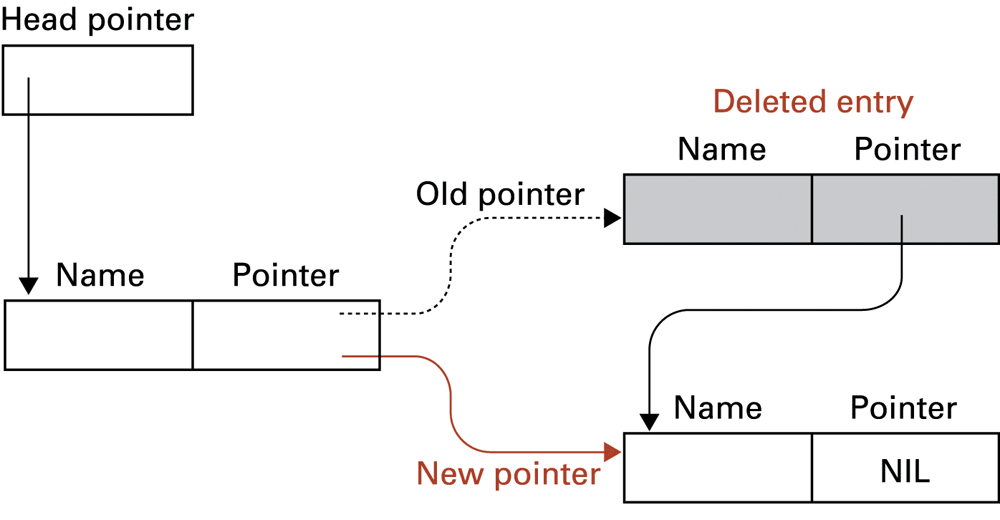 Head pointer
Deleted entry
Name Pointer
Old pointer
Name Pointer
Name Pointer
New pointer
NIL